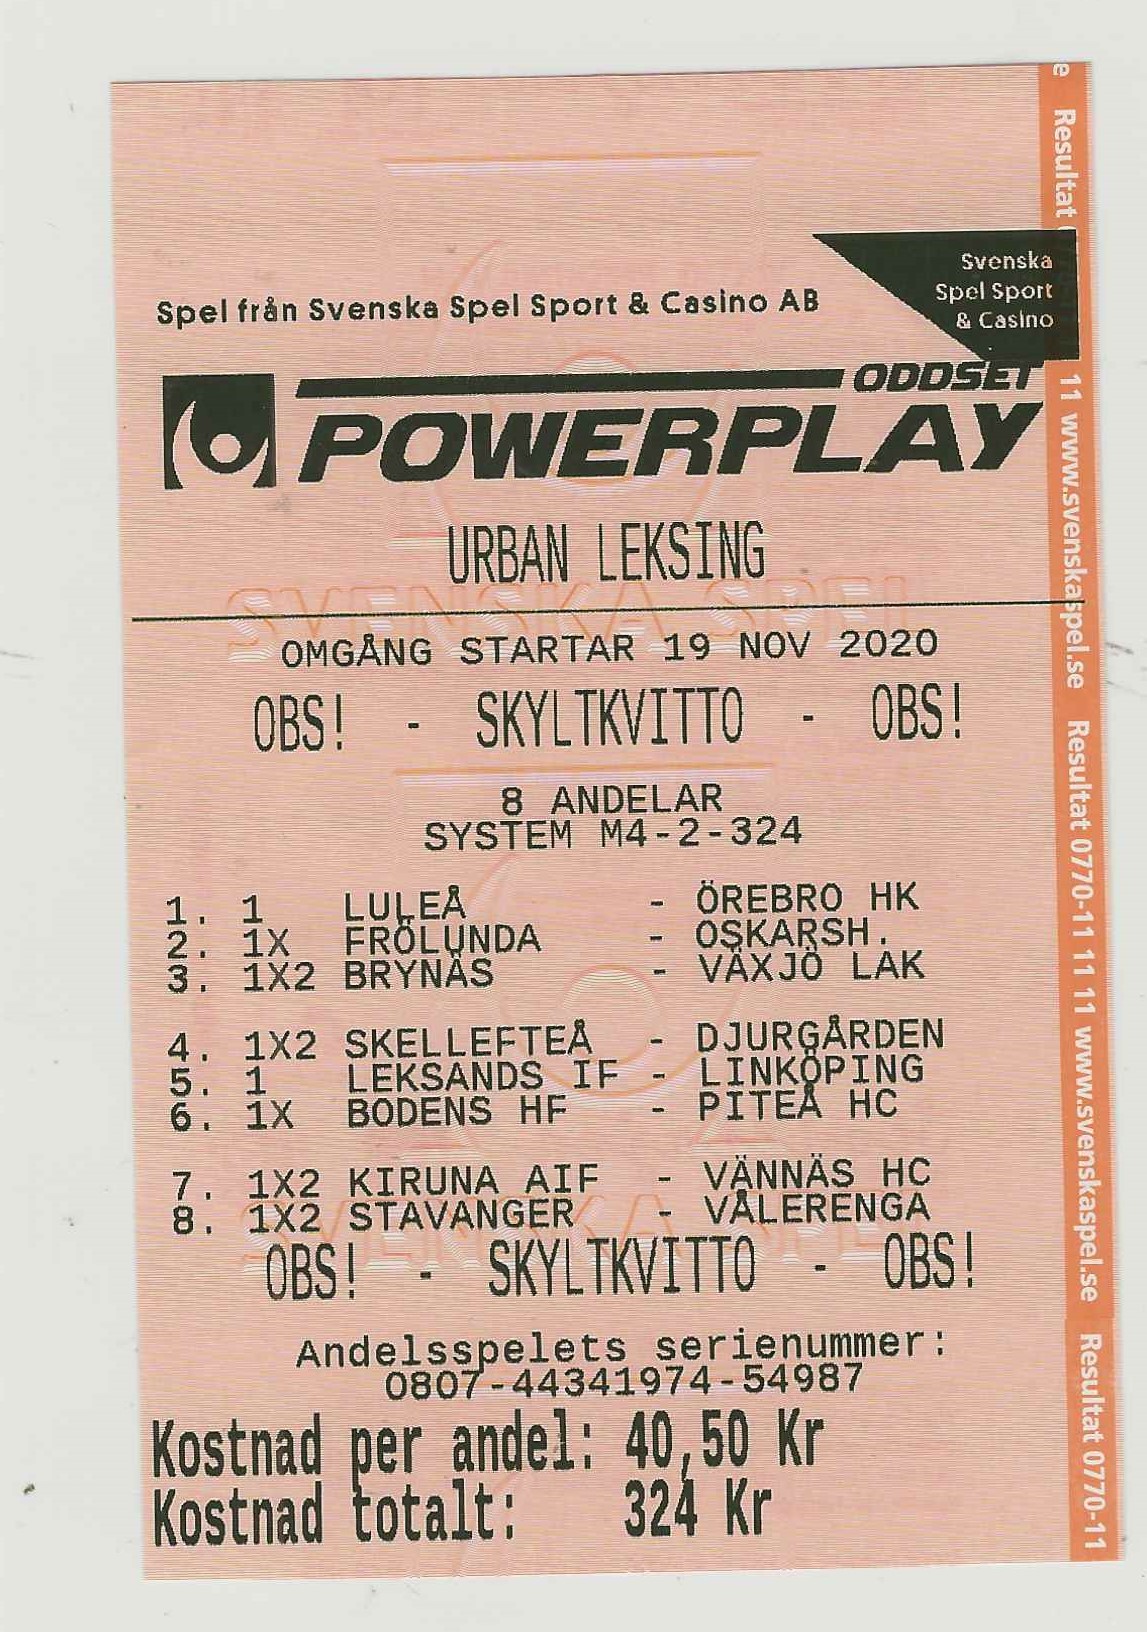 Svenska
Spel Sport
& Casino
Spel från Svenska Spel Sport & Casino AB
ODDSET
POWERPLAY
URBAN LEKSING
OMGÅNG STARTAR 19 NOV 2020
OBS! - SKYLTKVITTO - OBS!
8 ANDELAR
SYSTEM M4-2-324
1. 1 LULEÅ - ÖREBRO HK
2. 1X FRÖLUNDA - OSKARSH.
3. 1X2 BRYNÄS - VÄXJÖ LAK
4. 1X2 SKELLEFTEÅ - DJURGÅRDEN
5. 1 LEKSANDS IF - LINKÖPING
6. 1X BODENS HF - PITEÅ HC
7. 1X2 KIRUNA AIF - VÄNNÄS HC
8. 1X2 STAVANGER - VÅLERENGA
OBS! - SKYLTKVITTO - OBS!
Andelsspelets serienummer:
0807-44341974-54987
Kostnad per andel: 40,50 Kr
Kostnad totalt: 324 Kr
SVENSKA SPEL
SVENSKA SPEL
e Resultat 11 www.svenskaspel.se Resultat 0770-11 11 11 www.svenskaspel.se Resultat 0770-11